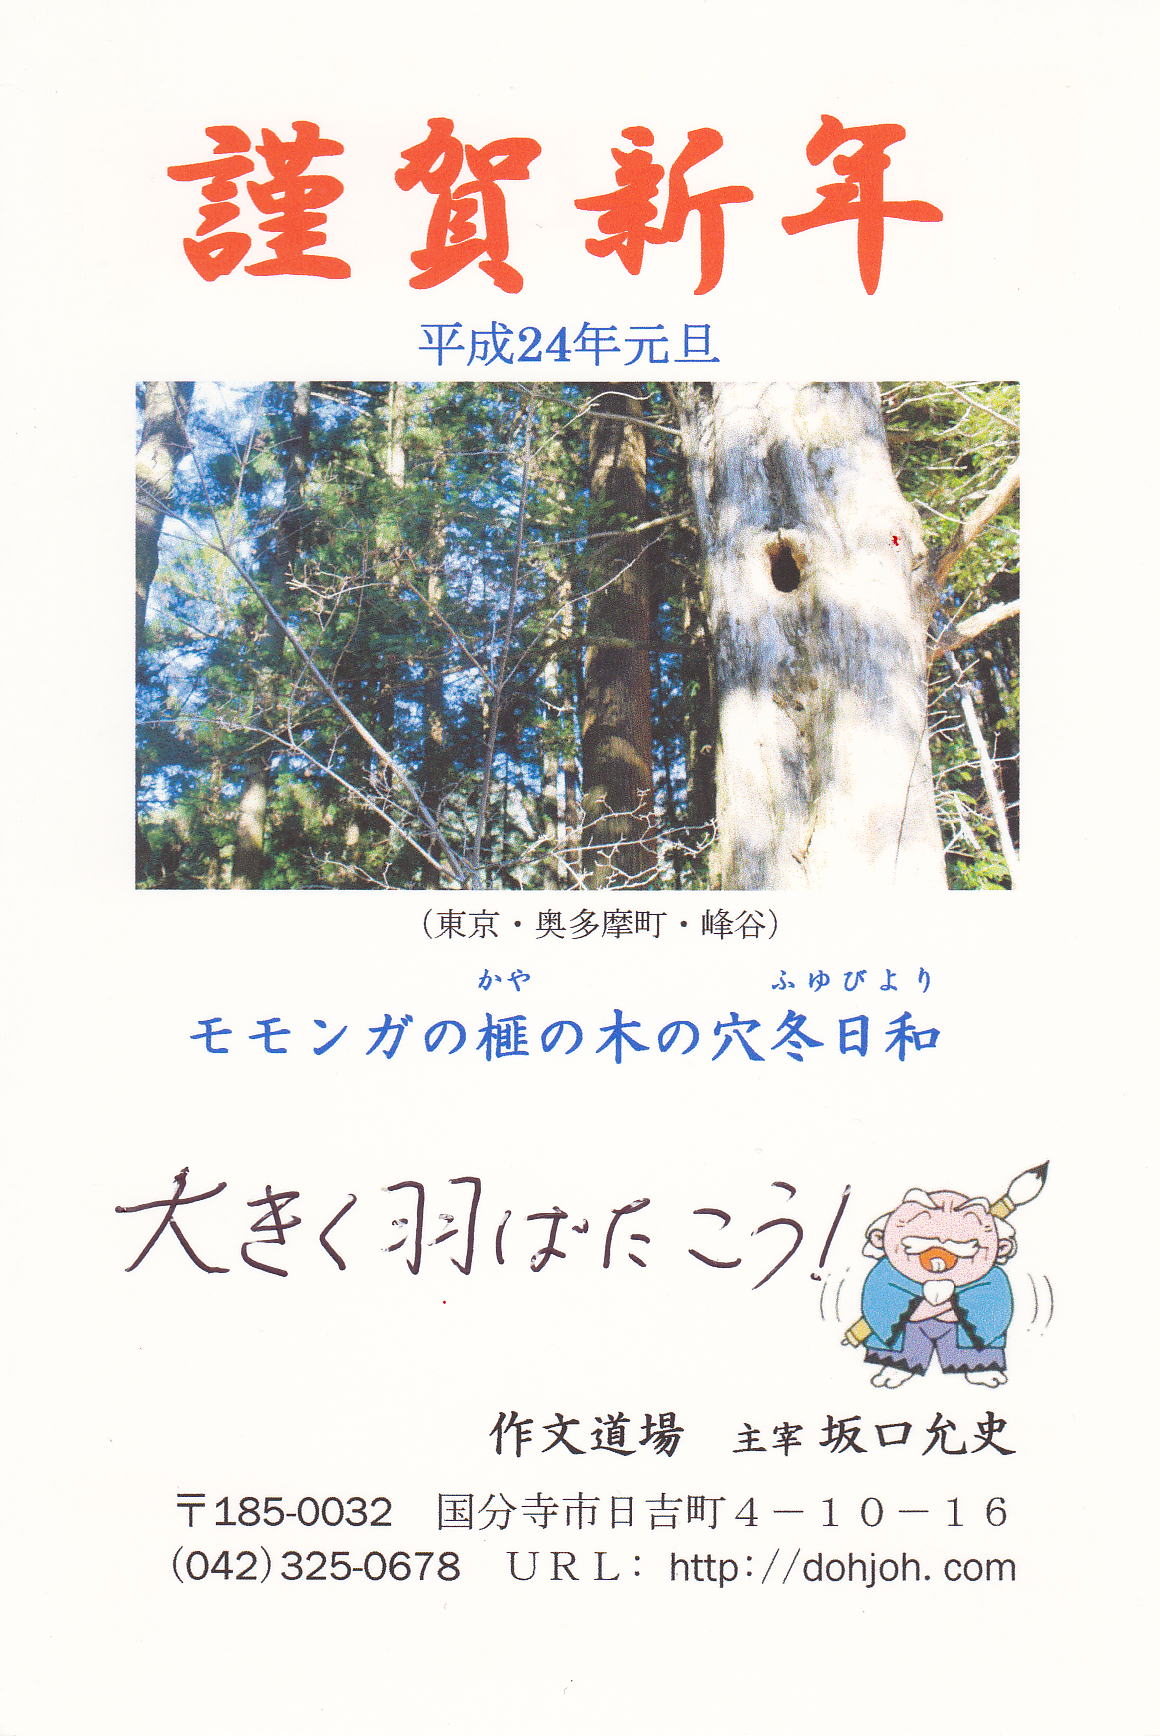 謹賀新年
平成24年元旦
（東京・奥多摩町・峰谷）
かや ふゆびより
モモンガの榧の木の穴冬日和
大きく羽ばたこう!
作文道場 主宰 坂口允史
〒185-0032 国分寺市日吉町４－１０－１６
(042)325-0678 ＵＲＬ: http://dohjoh.com